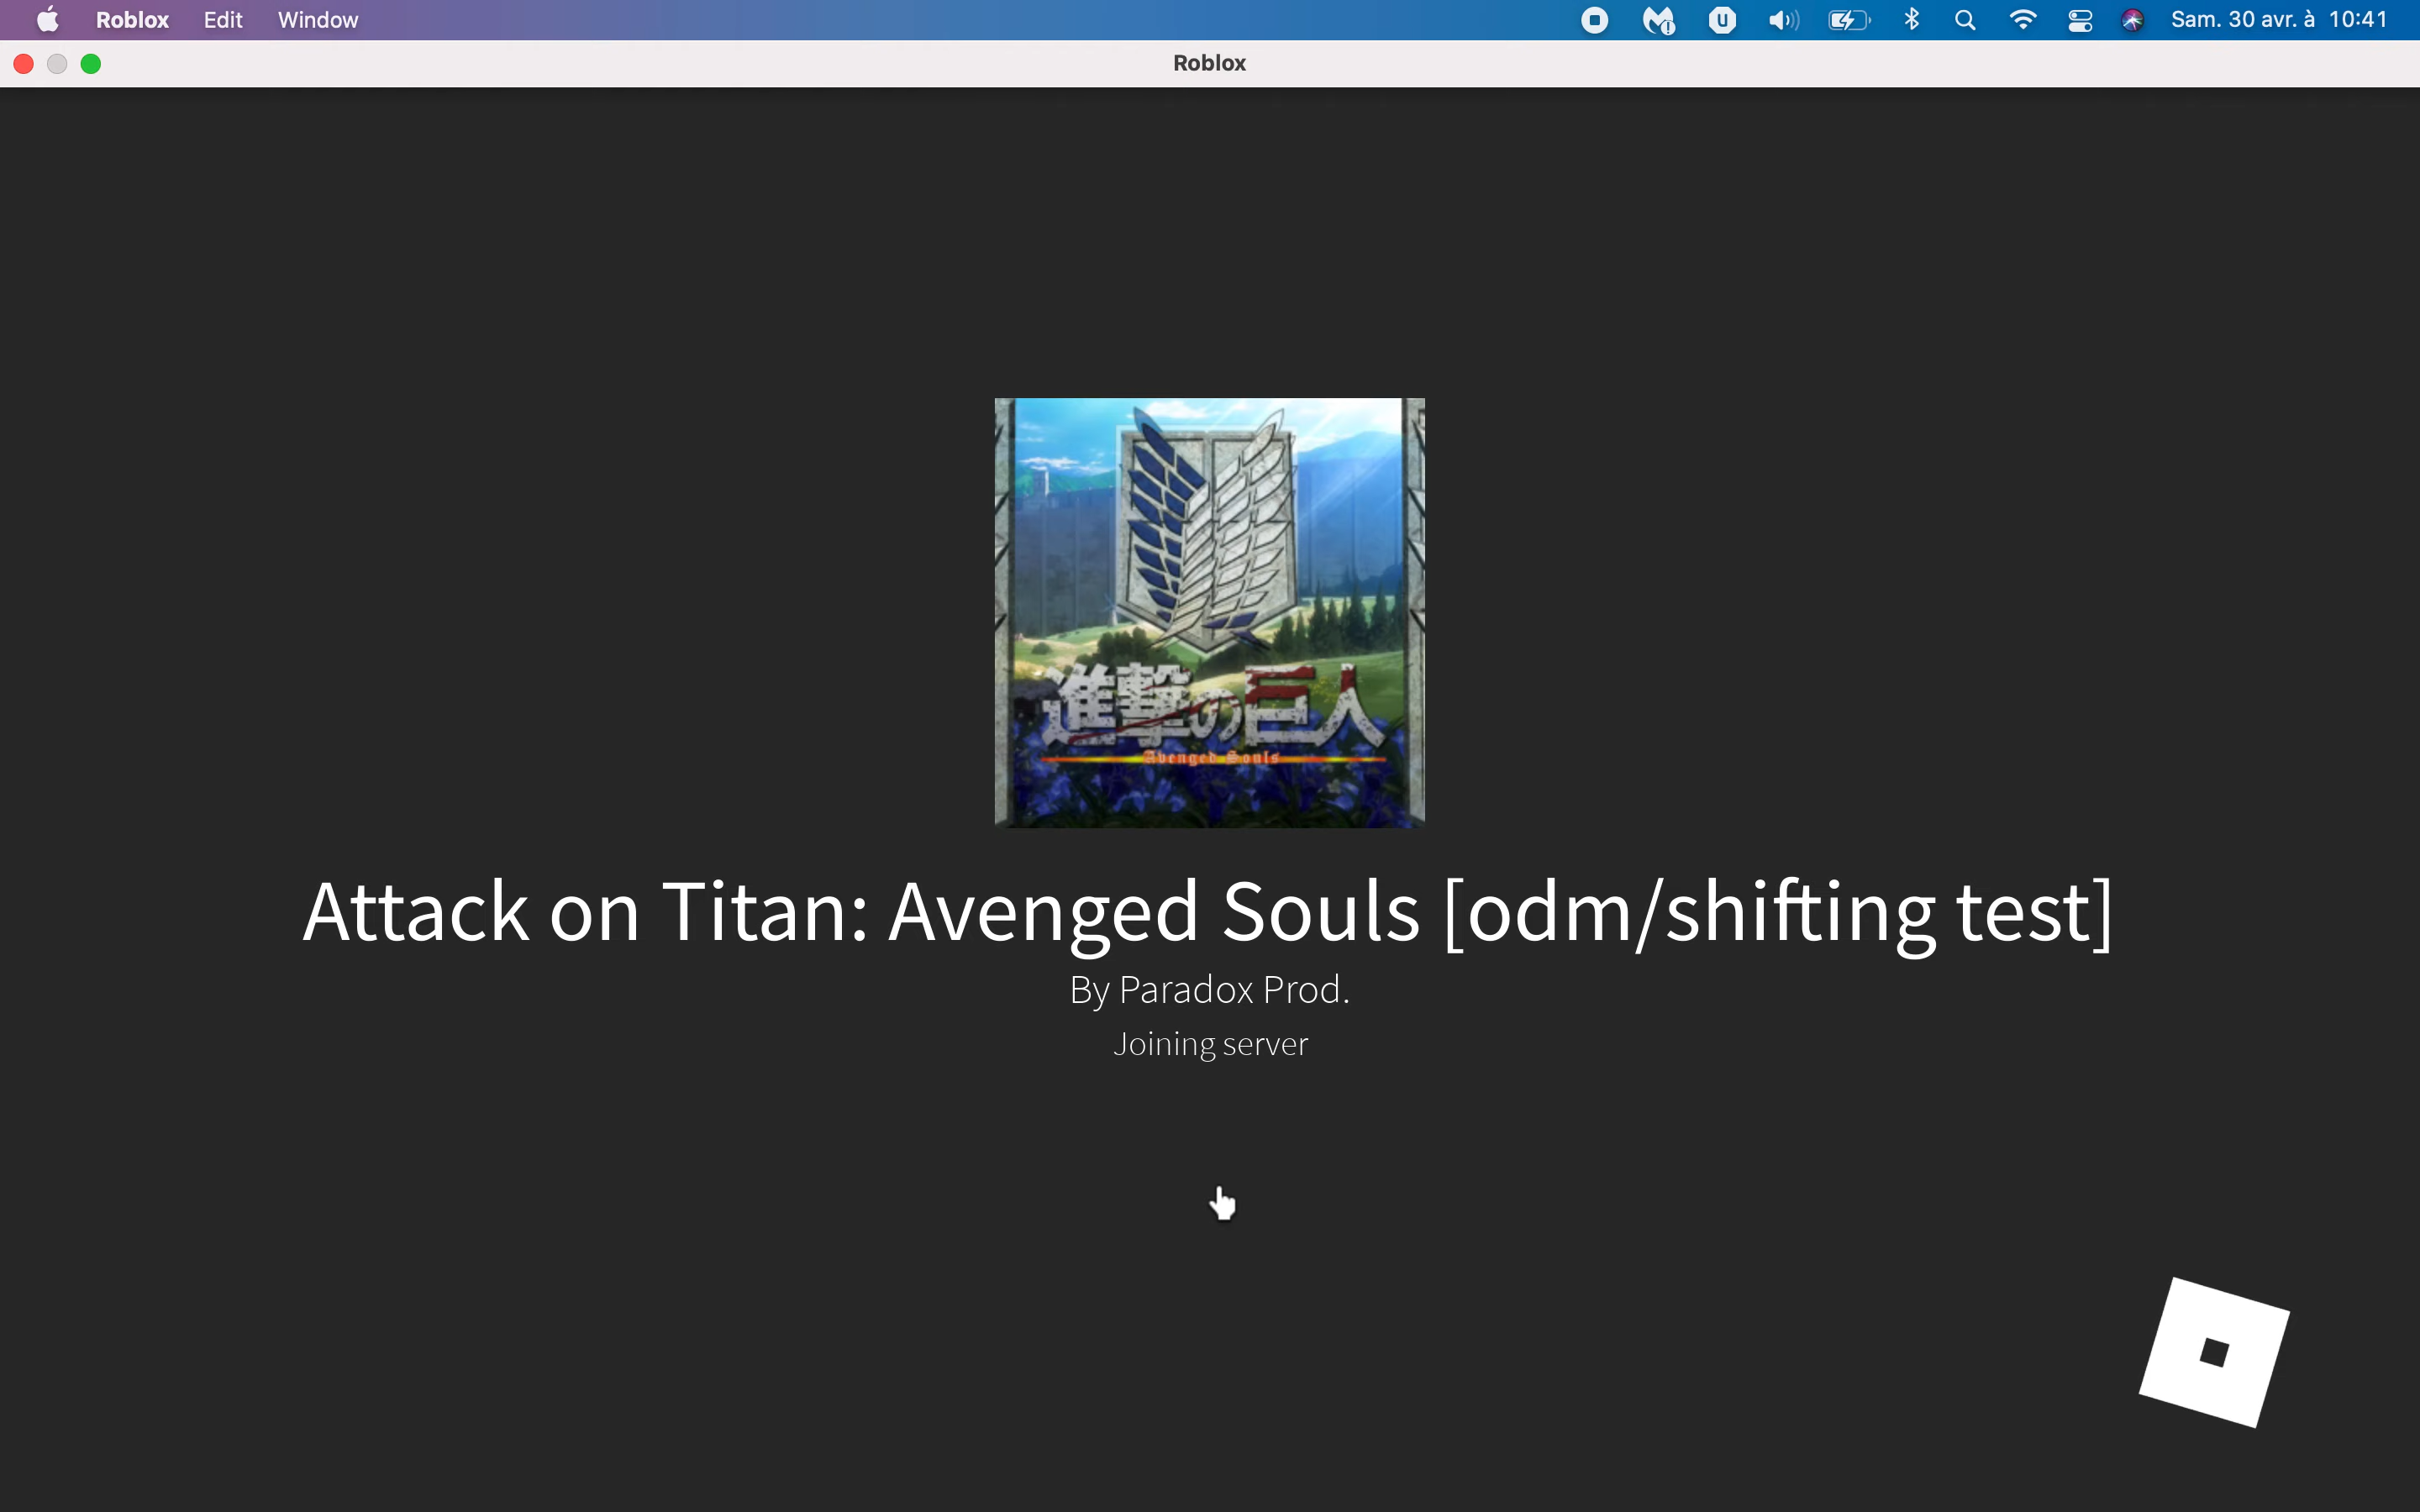 Roblox Edit Window Sam. 30 avr. à 10:41
Roblox
進撃の巨人
Avenged Souls
Attack on Titan: Avenged Souls [odm/shifting test]
By Paradox Prod.
Joining server